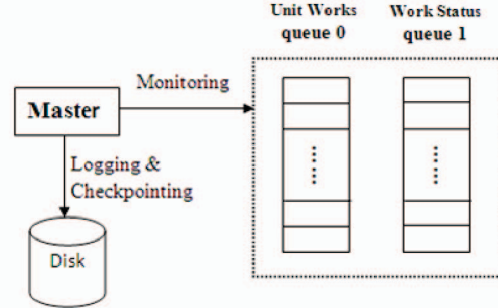 Unit Works
queue 0
Work Status
queue 1
Monitoring
Master
Logging &
Checkpointing
Disk